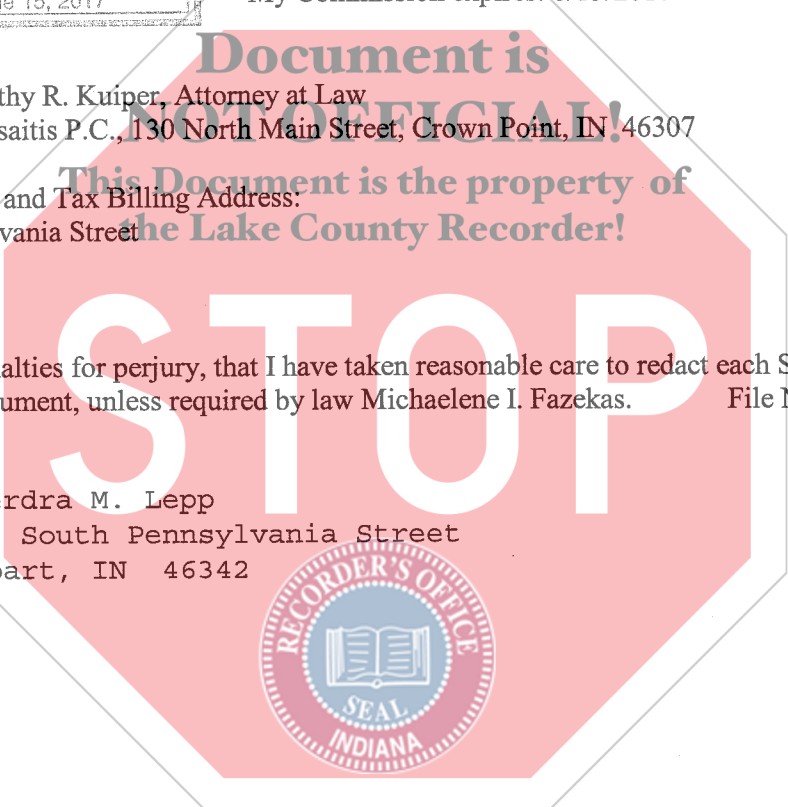 15, 2017
My Commission expires:
Document is
thy R. Kuiper, Attorney at Law
NOT OFFICIAL!
saitis P.C., 130 North Main Street, Crown Point, IN 46307
This Document is the property of
and Tax Billing Address:
vania Street
the Lake County Recorder!
STOP
alties for perjury, that I have taken reasonable care to redact each S
ument, unless required by law Michaelene I. Fazekas. File N
rdra M. Lepp
South Pennsylvania Street
bart, IN 46342
RECORDER'S OFFICE
SEAL
INDIANA